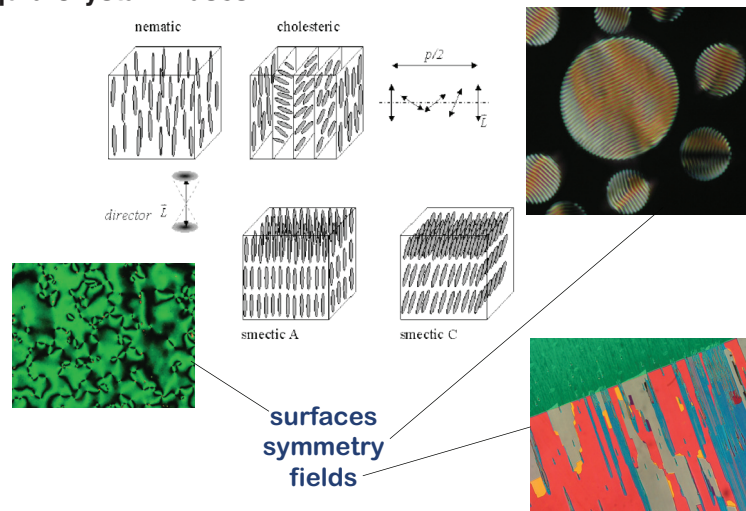 nematic
cholesteric
p/2
L
director L
smectic A
smectic C
surfaces
symmetry
fields